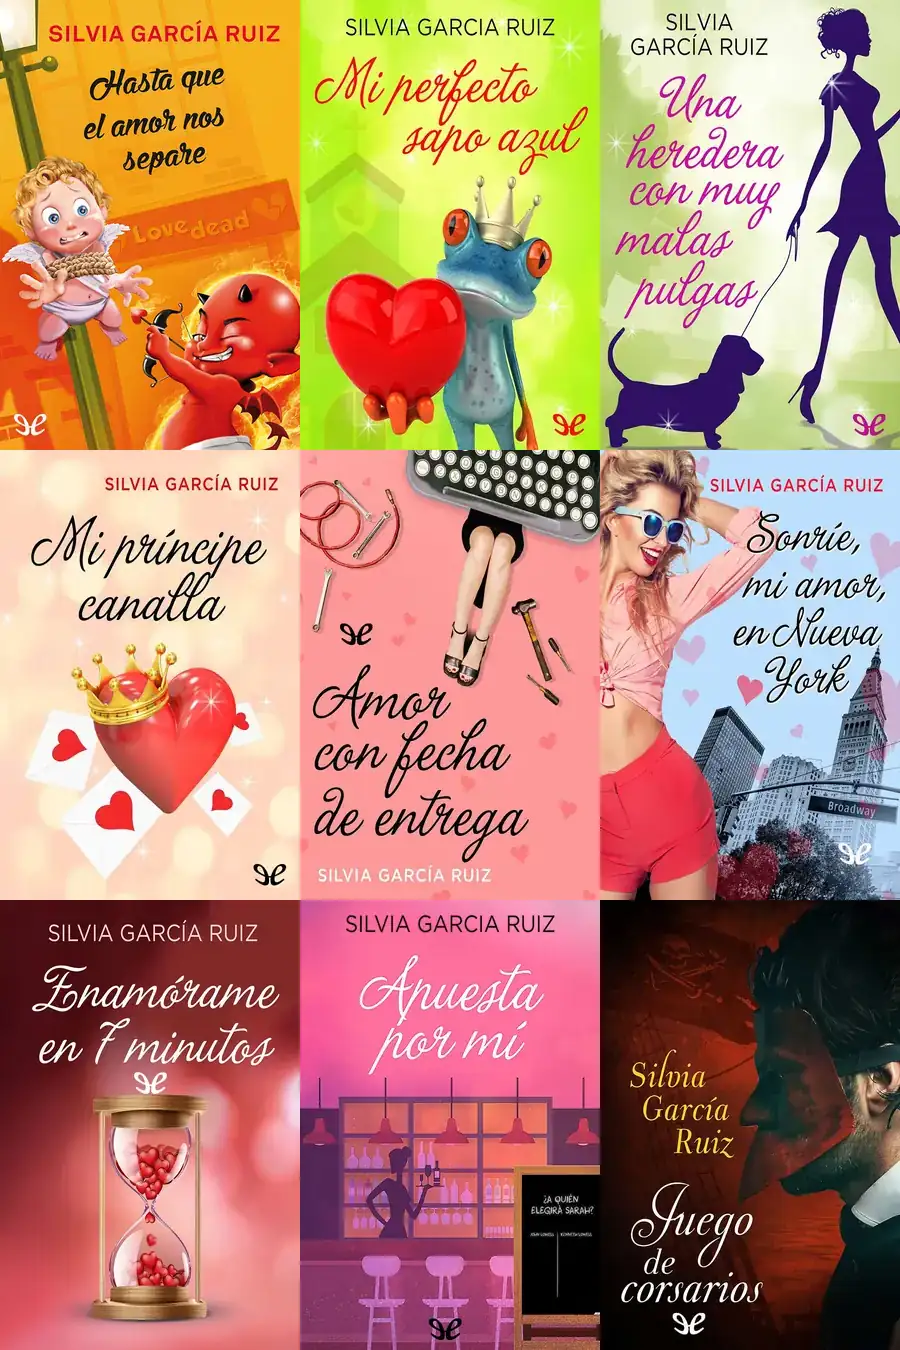 SILVIA GARCÍA RUIZ
Hasta que
el amor nos
separe
Love dead
SILVIA GARCIA RUIZ
Mi perfecto
sapo azul
SILVIA
GARCÍA RUIZ
Una
heredera
con muy
malas
pulgas
SILVIA GARCÍA RUIZ
Mi príncipe
canalla
Amor
con fecha
de entrega
SILVIA GARCÍA RUIZ
SILVIA GARCÍA RUIZ
Sonríe,
mi amor,
en Nueva
York
Broadway
SILVIA GARCÍA RUIZ
Enamórame
en 7 minutos
SILVIA GARCIA RUIZ
Apuesta
por mí
¿A QUIÉN
ELEGIRÁ SARAH?
Silvia
García
Ruiz
Juego
de
corsarios